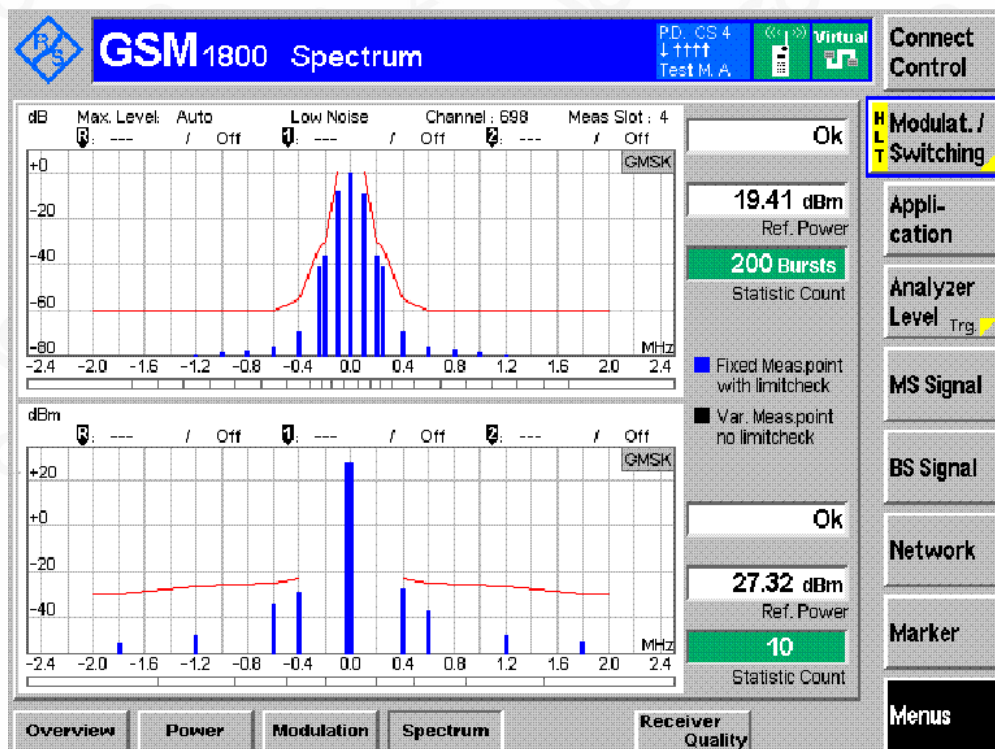 R/S
GSM 1800 Spectrum
P.D. CS 4
↓↑↑↑↑
Test M. A
Virtual
Connect
Control
H
L
T
Modulat. /
Switching
Appli-
cation
Analyzer
Level Trg.
MS Signal
BS Signal
Network
Marker
Menus
dB Max. Level: Auto Low Noise Channel : 698 Meas Slot : 4
R: --- / Off 1: --- / Off 2: --- / Off
GMSK
+0
-20
-40
-60
-80
MHz
-2.4 -2.0 -1.6 -1.2 -0.8 -0.4 0.0 0.4 0.8 1.2 1.6 2.0 2.4
Ok
19.41 dBm
Ref. Power
200 Bursts
Statistic Count
Fixed Meas.point
with limitcheck
Var. Meas.point
no limitcheck
dBm
R: --- / Off 1: --- / Off 2: --- / Off
GMSK
+20
+0
-20
-40
MHz
-2.4 -2.0 -1.6 -1.2 -0.8 -0.4 0.0 0.4 0.8 1.2 1.6 2.0 2.4
Ok
27.32 dBm
Ref. Power
10
Statistic Count
Overview Power Modulation Spectrum Receiver
Quality